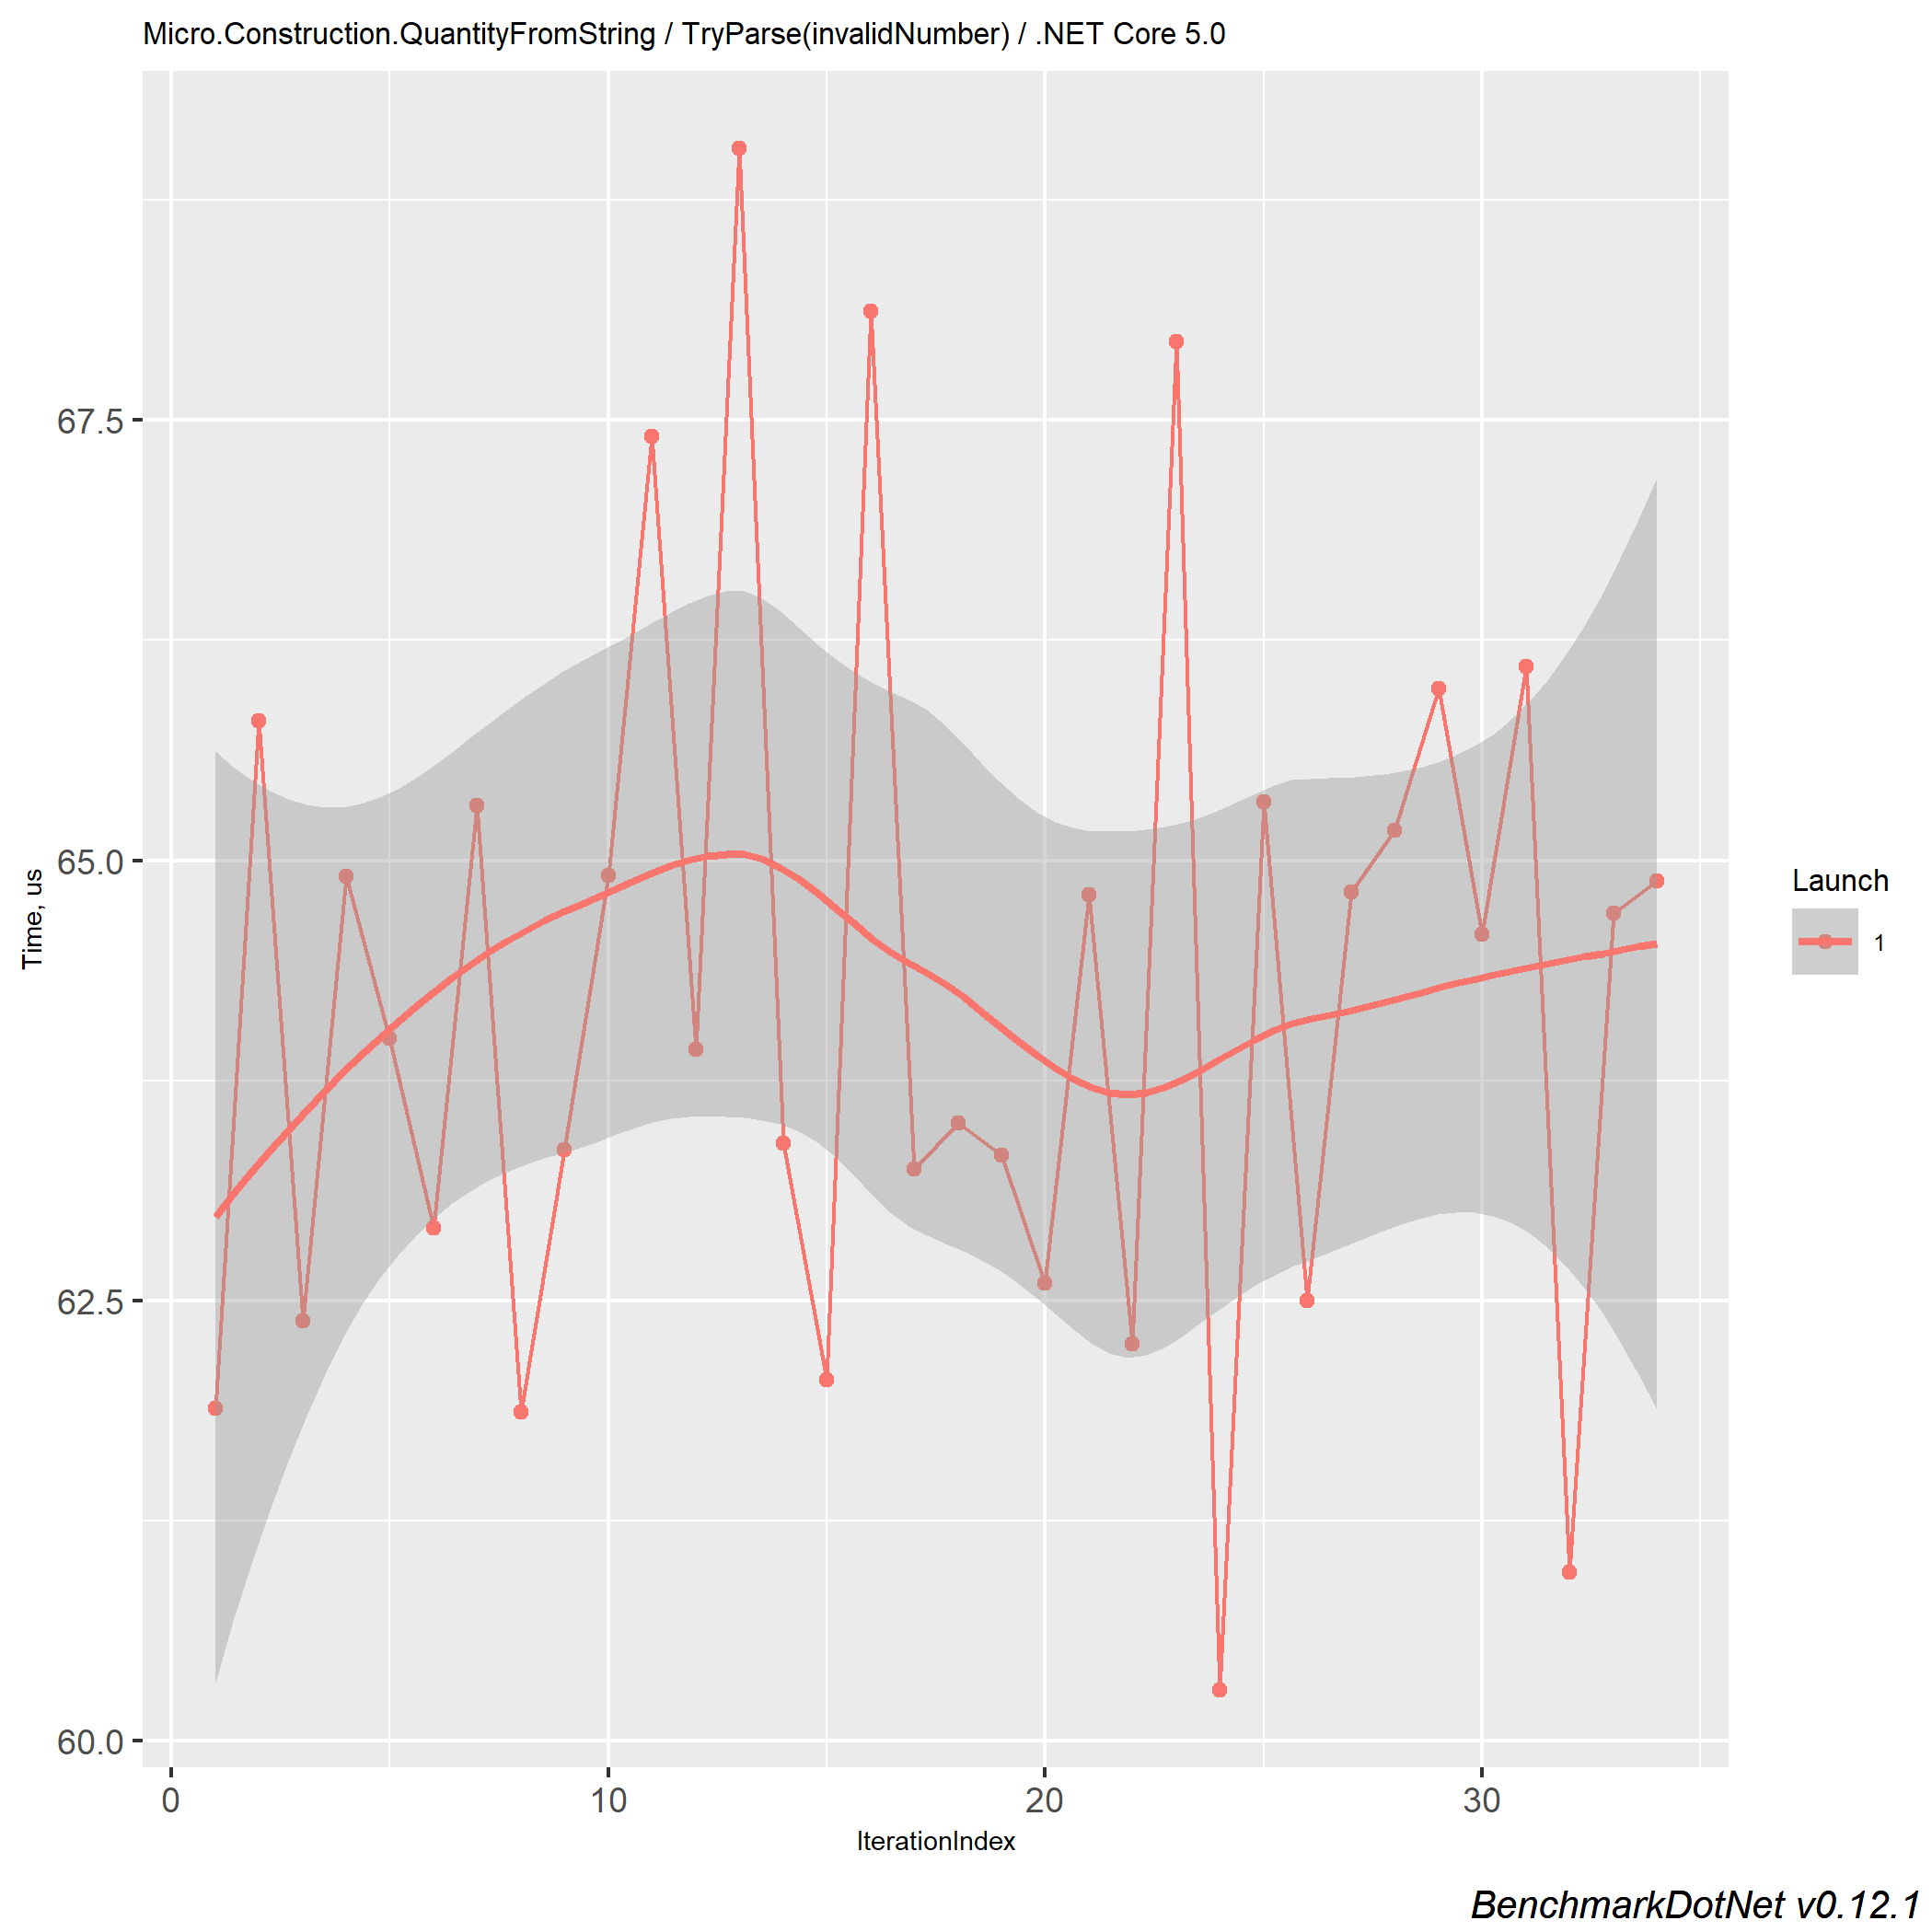 Micro.Construction.QuantityFromString / TryParse(invalidNumber) / .NET Core 5.0
67.5
65.0
62.5
60.0
Time, us
0 10 20 30
IterationIndex
Launch
1
BenchmarkDotNet v0.12.1